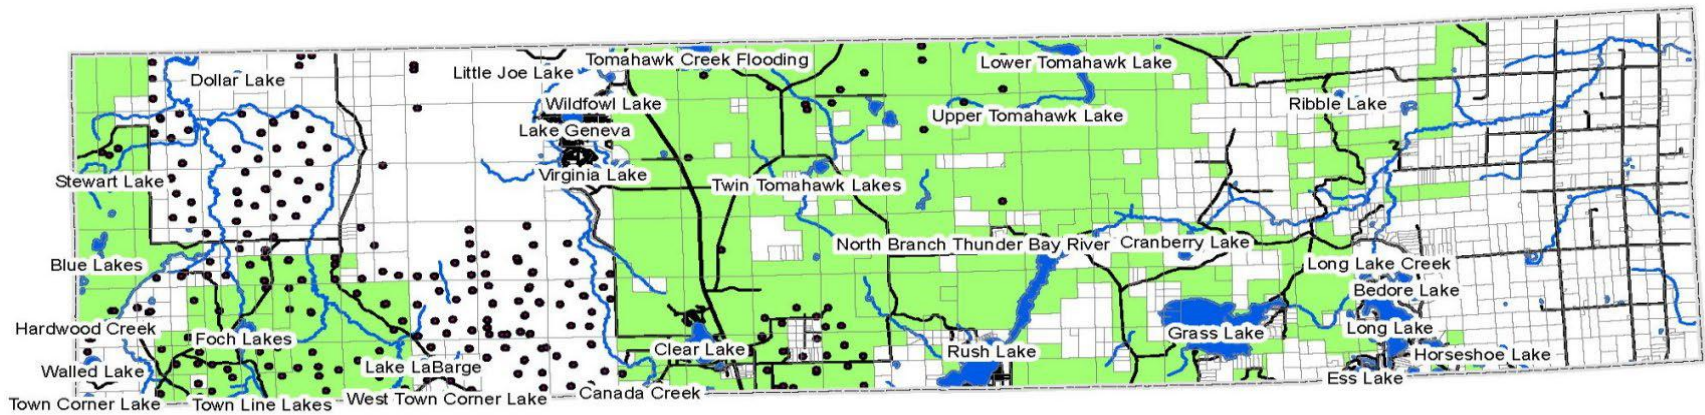 Tomahawk Creek Flooding
Lower Tomahawk Lake
Little Joe Lake
Dollar Lake
Wildfowl Lake
Ribble Lake
Upper Tomahawk Lake
Lake Geneva
Virginia Lake
Stewart Lake
Twin Tomahawk Lakes
North Branch Thunder Bay River
Cranberry Lake
Blue Lakes
Long Lake Creek
Bedore Lake
Hardwood Creek
Long Lake
Grass Lake
Foch Lakes
Clear Lake
Rush Lake
Horseshoe Lake
Lake LaBarge
Walled Lake
Ess Lake
Canada Creek
West Town Corner Lake
Town Corner Lake
Town Line Lakes